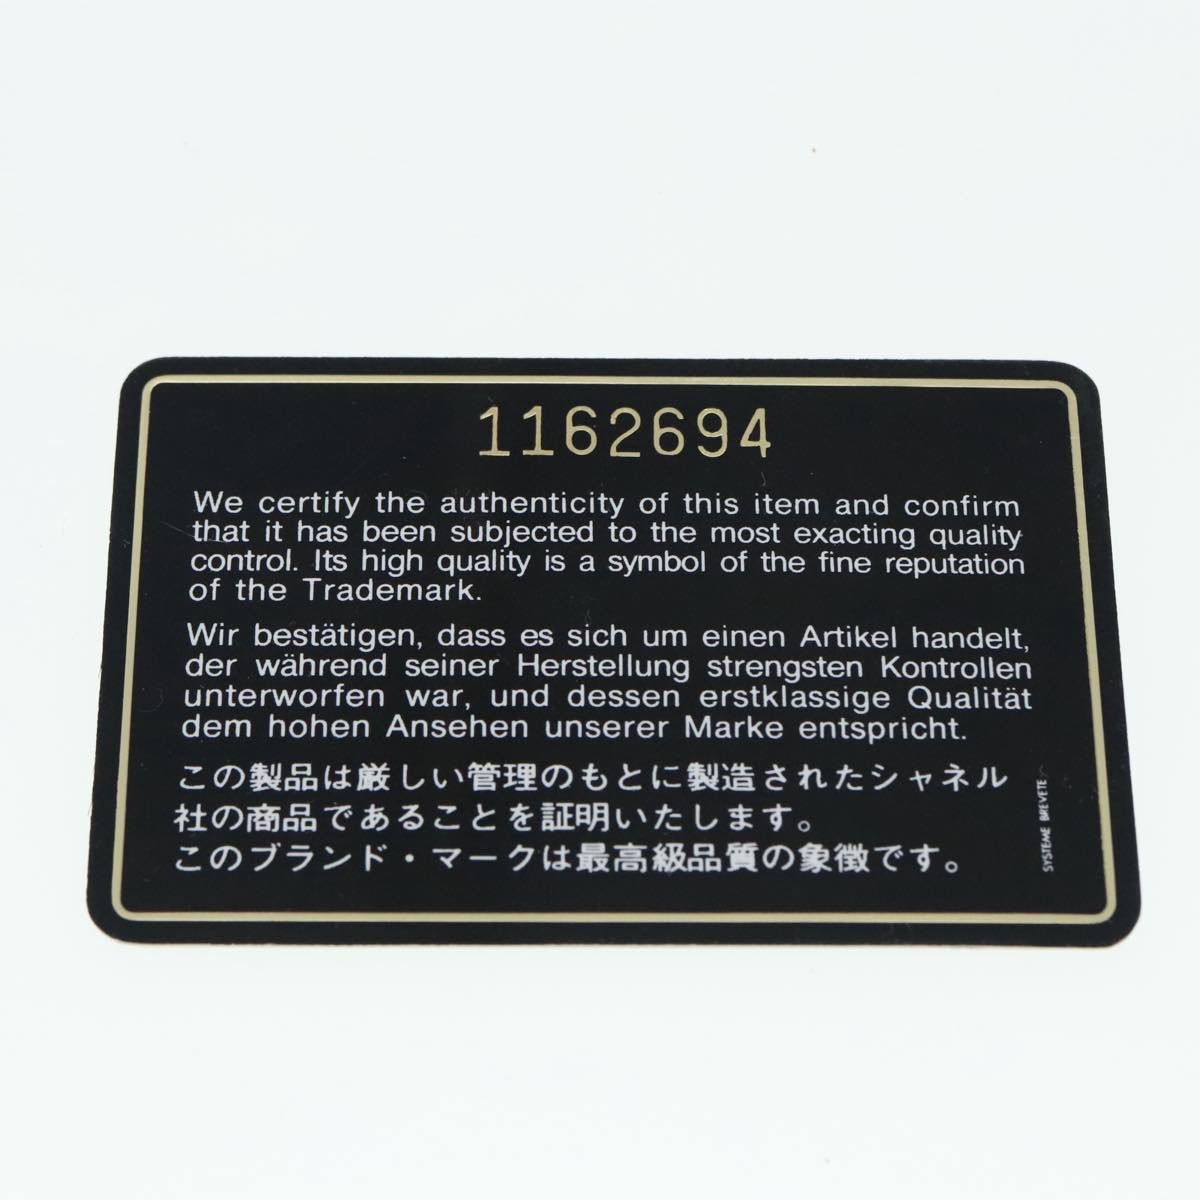 1162694
We certify the authenticity of this item and confirm
that it has been subjected to the most exacting quality
control. Its high quality is a symbol of the fine reputation
of the Trademark.
Wir bestätigen, dass es sich um einen Artikel handelt,
der während seiner Herstellung strengsten Kontrollen
unterworfen war, und dessen erstklassige Qualität
dem hohen Ansehen unserer Marke entspricht.
この製品は厳しい管理のもとに製造されたシャネル
社の商品であることを証明いたします。
このブランド・マークは最高級品質の象徴です。
SYSTEME BREVETE